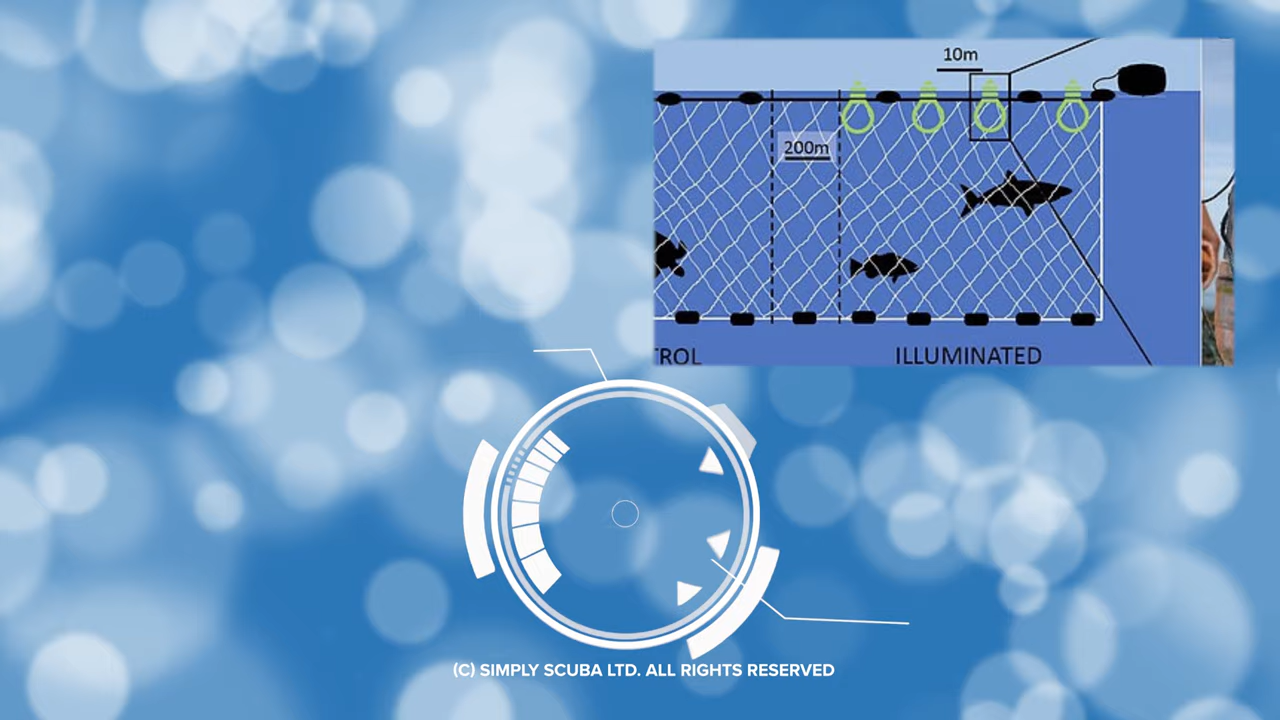 10m
200m
TROL
ILLUMINATED
(C) SIMPLY SCUBA LTD. ALL RIGHTS RESERVED